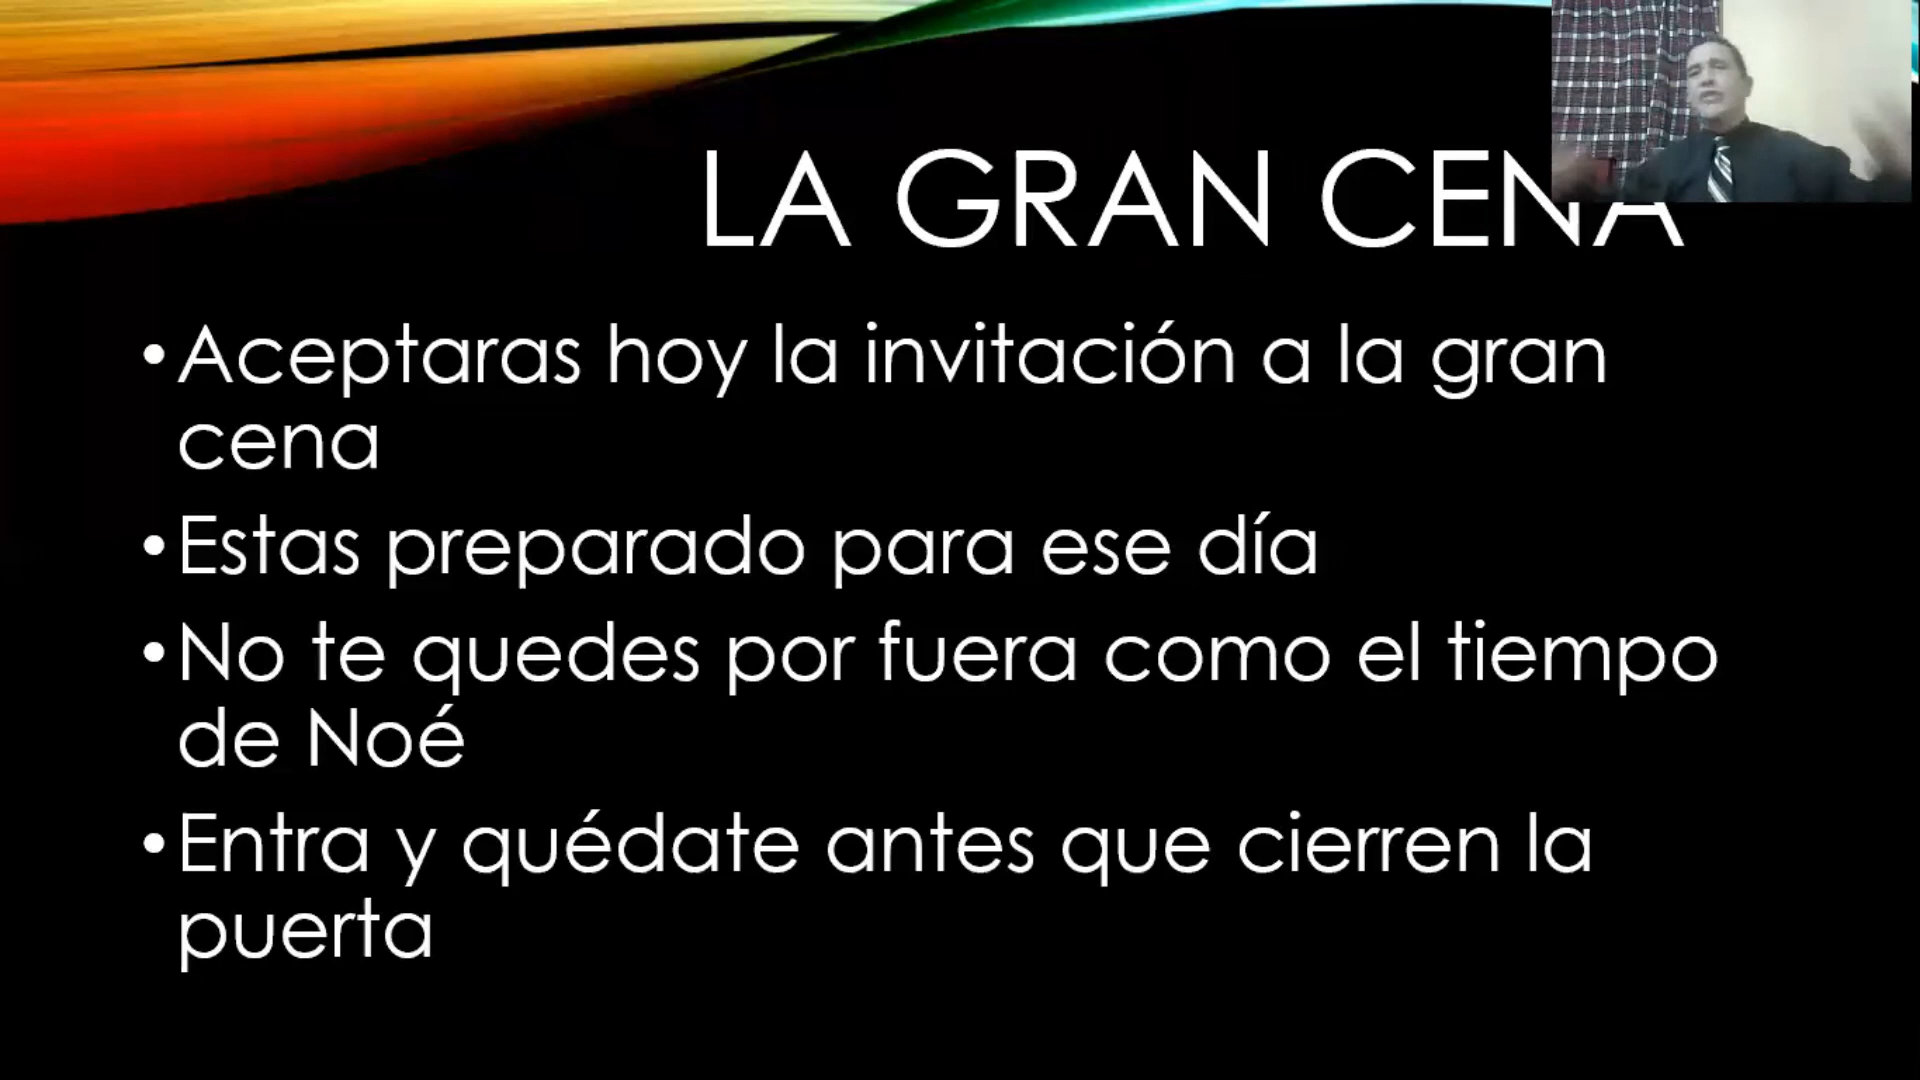 LA GRAN CENA
•Aceptaras hoy la invitación a la gran
cena
•Estas preparado para ese día
•No te quedes por fuera como el tiempo
de Noé
•Entra y quédate antes que cierren la
puerta